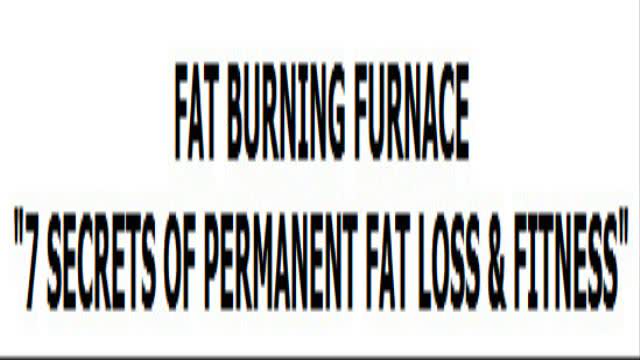 FAT BURNING FURNACE
"7 SECRETS OF PERMANENT FAT LOSS & FITNESS"